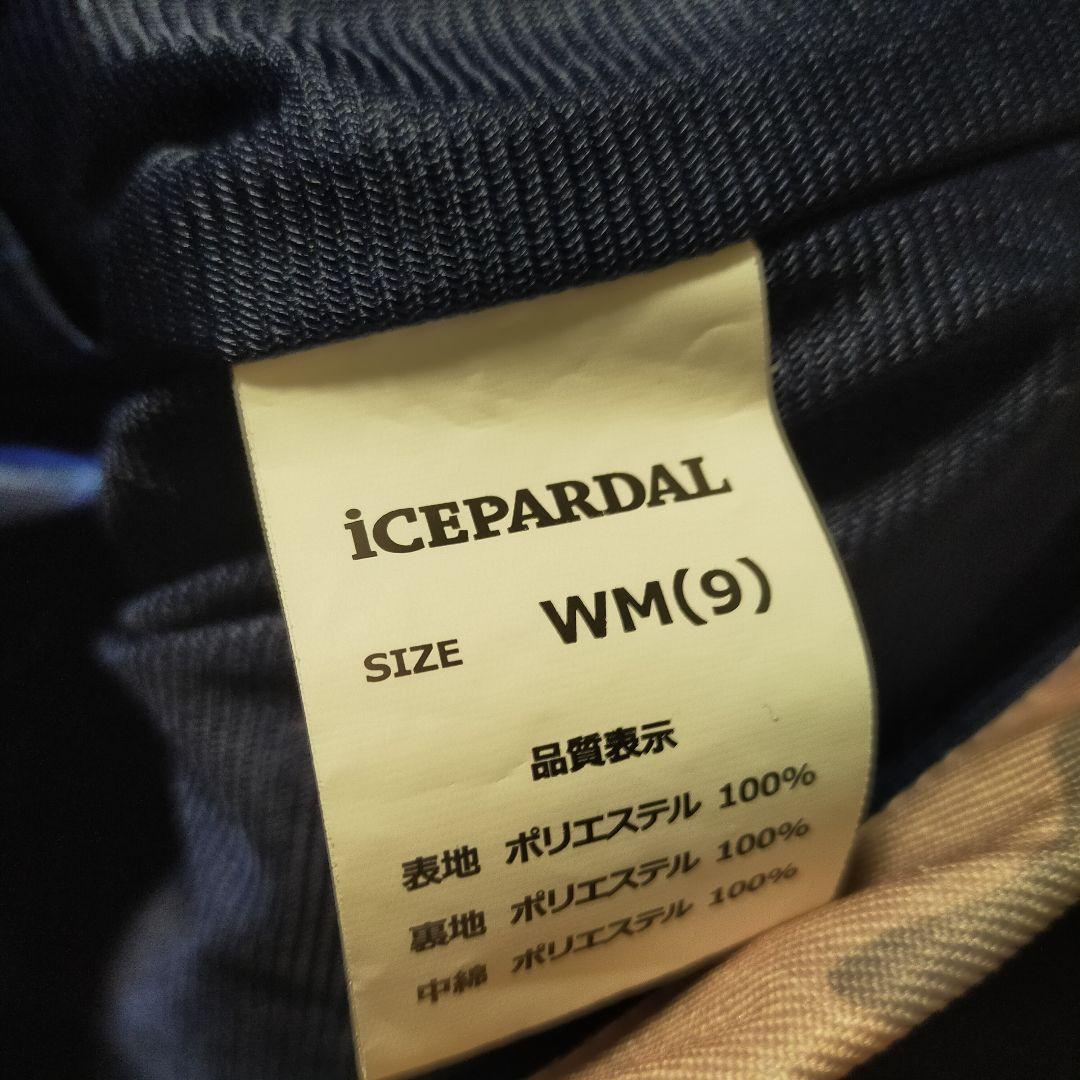 iCEPARDAL
SIZE WM(9)
品質表示
表地 ポリエステル 100%
裏地 ポリエステル 100%
中綿 ポリエステル 100%